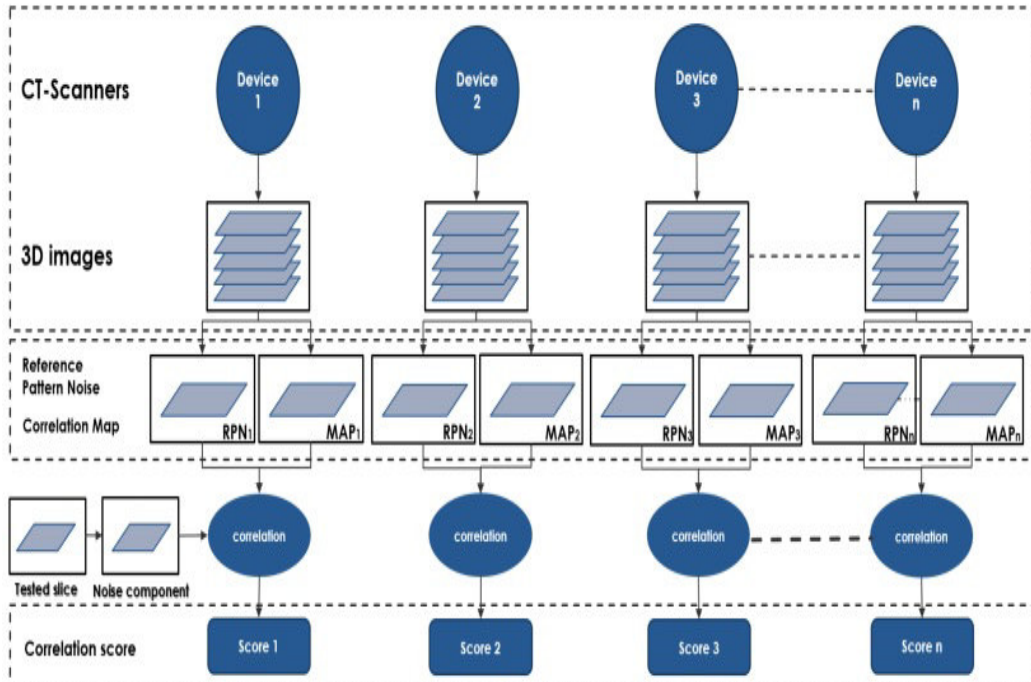 CT-Scanners
Device
1
Device
2
Device
3
Device
n
3D images
Reference
Pattern Noise
Correlation Map
RPN1
MAP1
RPN2
MAP2
RPN3
MAP3
RPNn
MAPn
correlation
correlation
correlation
correlation
Tested slice
Noise component
Correlation score
Score 1
Score 2
Score 3
Score n